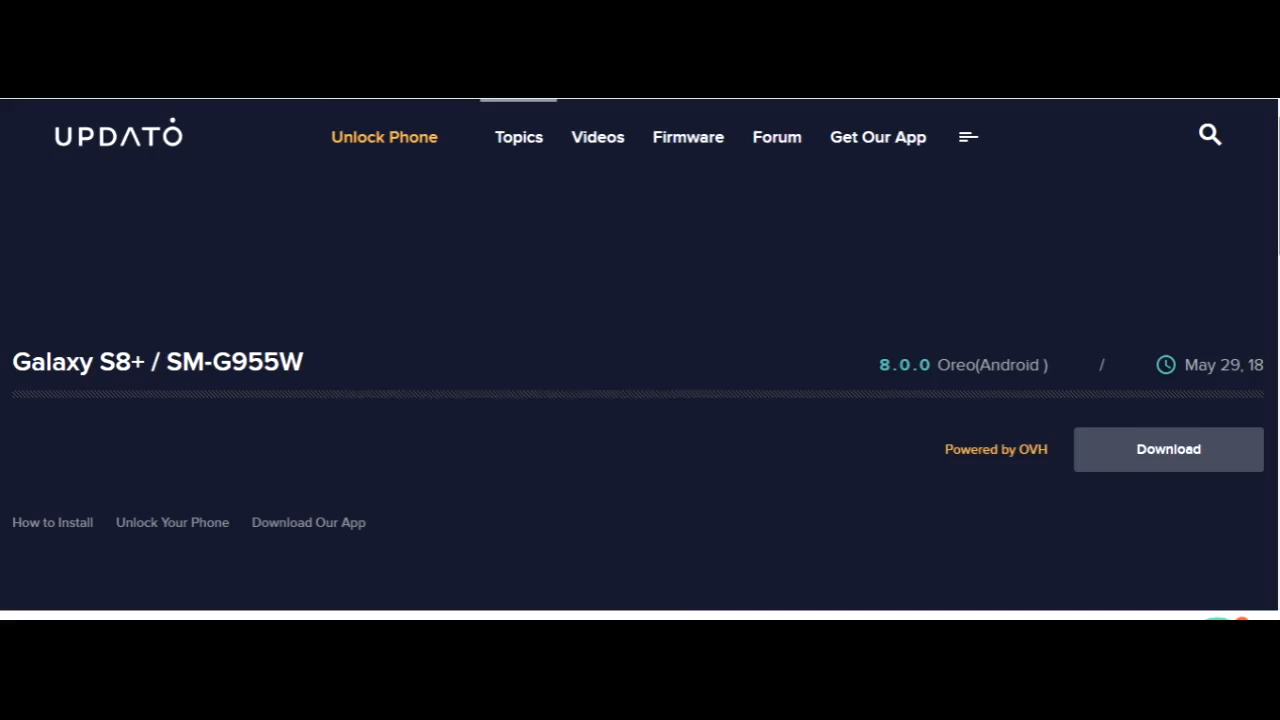 UPDATO
Unlock Phone Topics Videos Firmware Forum Get Our App
Galaxy S8+ / SM-G955W
8.0.0 Oreo(Android ) / May 29, 18
Powered by OVH Download
How to Install Unlock Your Phone Download Our App